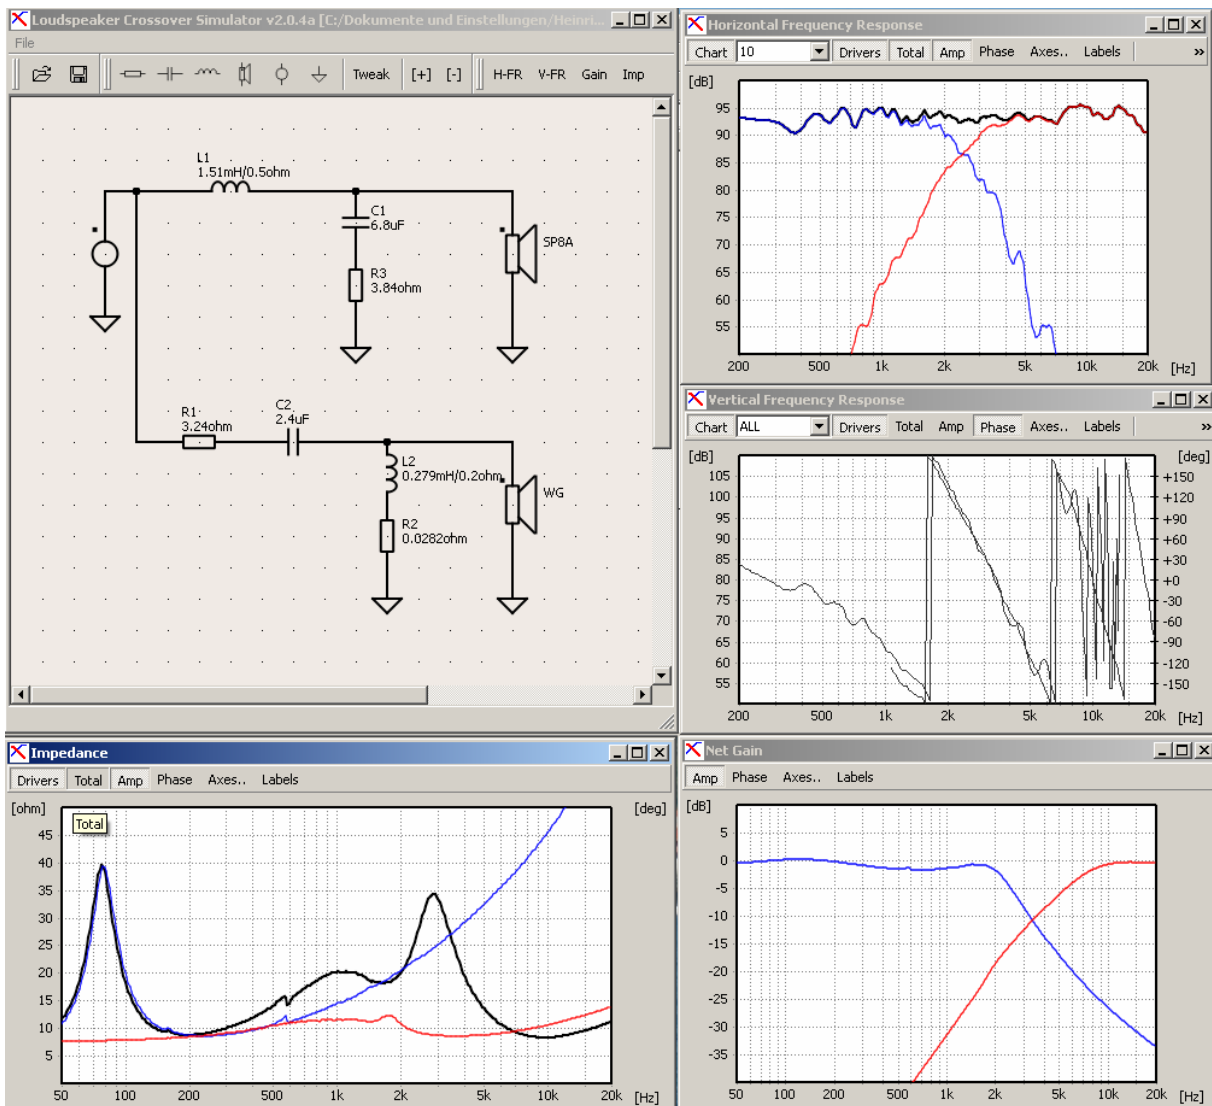 Loudspeaker Crossover Simulator v2.0.4a [C:/Dokumente und Einstellungen/Heinri...
File
Tweak [+] [-] H-FR V-FR Gain Imp
L1
1.51mH/0.5ohm
C1
6.8uF
R3
3.84ohm
SP8A
R1
3.24ohm
C2
2.4uF
L2
0.279mH/0.2ohm
R2
0.0282ohm
WG
Horizontal Frequency Response
Chart 10 Drivers Total Amp Phase Axes.. Labels »
[dB]
95
90
85
80
75
70
65
60
55
200 500 1k 2k 5k 10k 20k [Hz]
Vertical Frequency Response
Chart ALL Drivers Total Amp Phase Axes.. Labels »
[dB] [deg]
105 +150
100 +120
95 +90
90 +60
85 +30
80 +0
75 -30
70 -60
65 -90
60 -120
55 -150
200 500 1k 2k 5k 10k 20k [Hz]
Impedance
Drivers Total Amp Phase Axes.. Labels
[ohm] [deg]
Total
45
40
35
30
25
20
15
10
5
50 100 200 500 1k 2k 5k 10k 20k [Hz]
Net Gain
Amp Phase Axes.. Labels
[dB]
5
0
-5
-10
-15
-20
-25
-30
-35
50 100 200 500 1k 2k 5k 10k 20k [Hz]